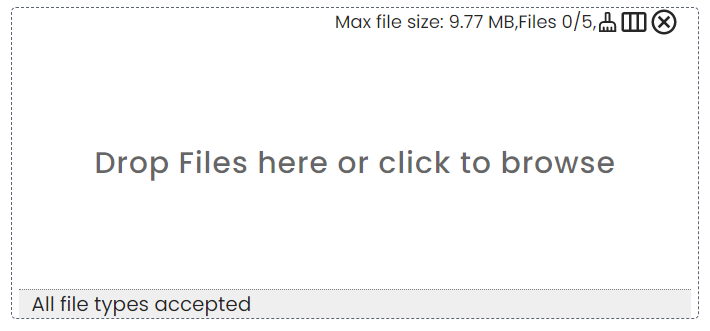 Max file size: 9.77 MB,Files 0/5,
Drop Files here or click to browse
All file types accepted